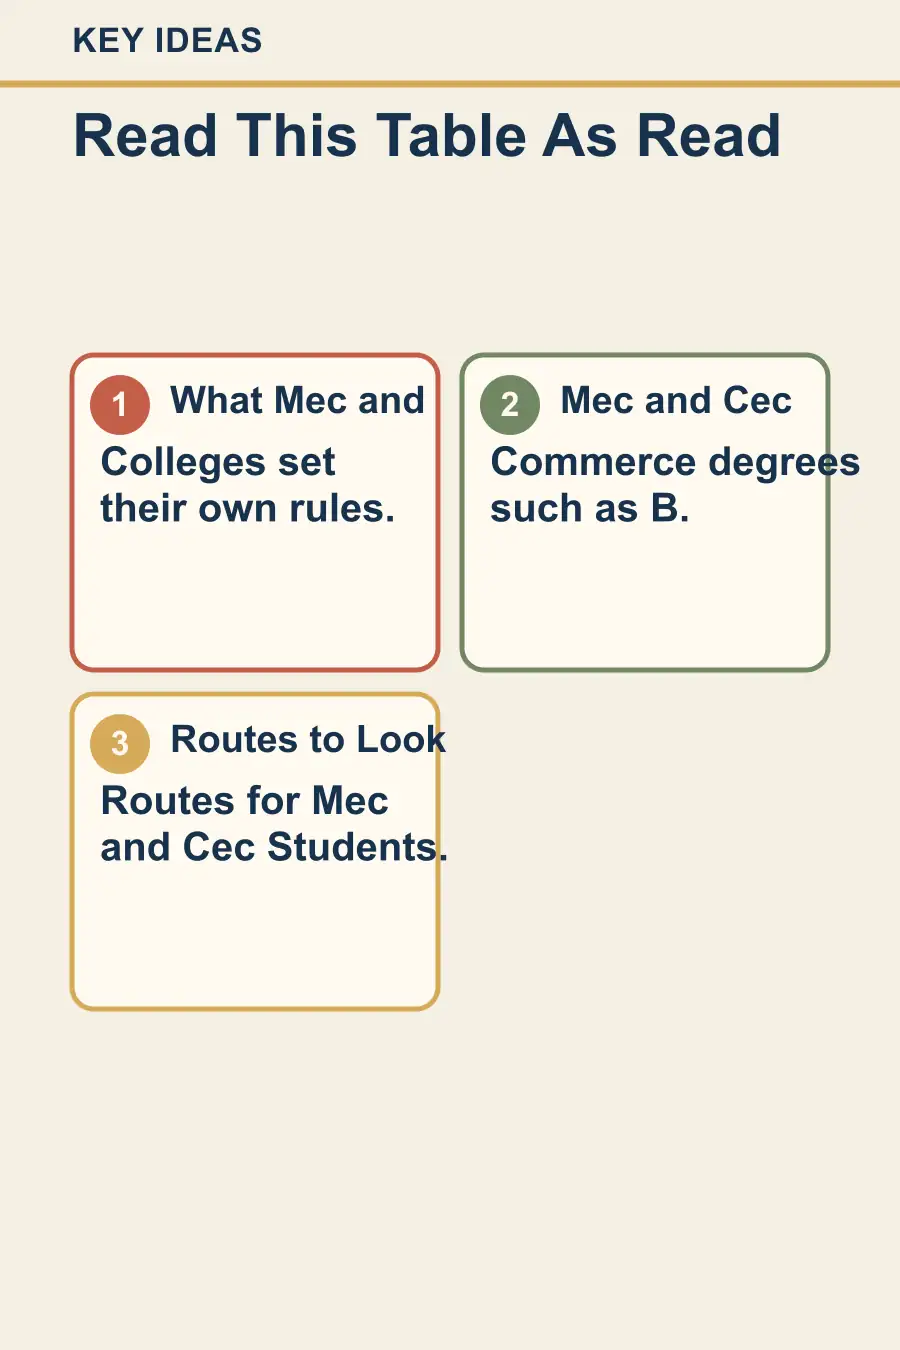 KEY IDEAS
Read This Table As Read
1 What Mec and
Colleges set
their own rules.
2 Mec and Cec
Commerce degrees
such as B.
3 Routes to Look
Routes for Mec
and Cec Students.